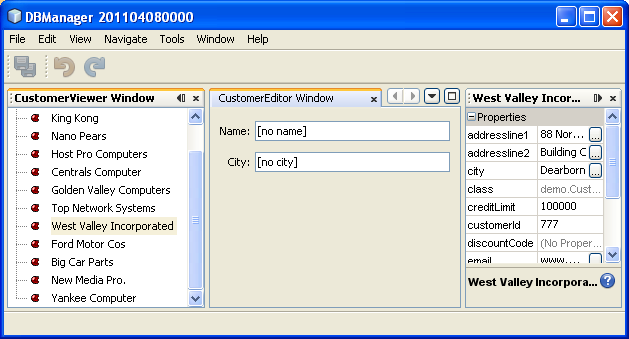 DBManager 201104080000
File Edit View Navigate Tools Window Help
CustomerViewer Window
King Kong
Nano Pears
Host Pro Computers
Centrals Computer
Golden Valley Computers
Top Network Systems
West Valley Incorporated
Ford Motor Cos
Big Car Parts
New Media Pro.
Yankee Computer
CustomerEditor Window
Name: [no name]
City: [no city]
West Valley Incor...
Properties
addressline1 88 Nor... ...
addressline2 Building C ...
city Dearborn ...
class demo.Cust...
creditLimit 100000
customerId 777
discountCode (No Proper...
email www.... ...
West Valley Incorpora... ?